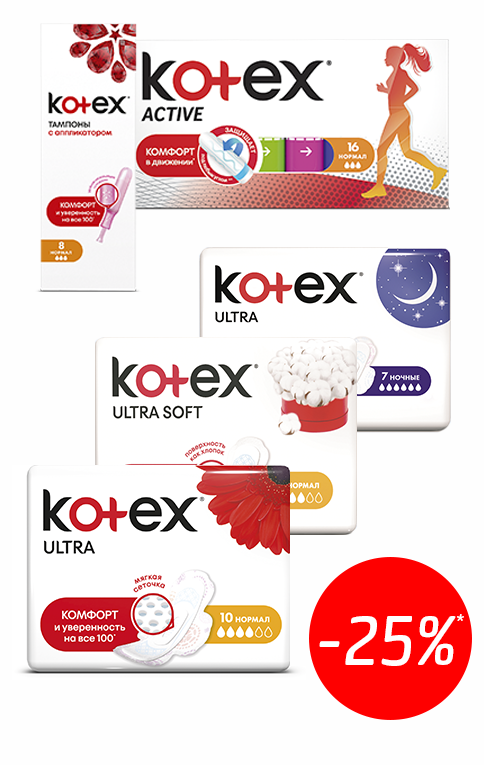 kotex®
ТАМПОНЫ
с аппликатором
КОМФОРТ
и уверенность
на все 100*
8
НОРМАЛ
kotex®
ACTIVE
КОМФОРТ
в движении*
ЗАЩИЩАЕТ
16
НОРМАЛ
kotex®
ULTRA
7 НОЧНЫЕ
kotex®
ULTRA SOFT
поверхность
как хлопок
НОРМАЛ
kotex®
ULTRA
мягкая
сеточка
КОМФОРТ
и уверенность
на все 100*
10 НОРМАЛ
-25%*